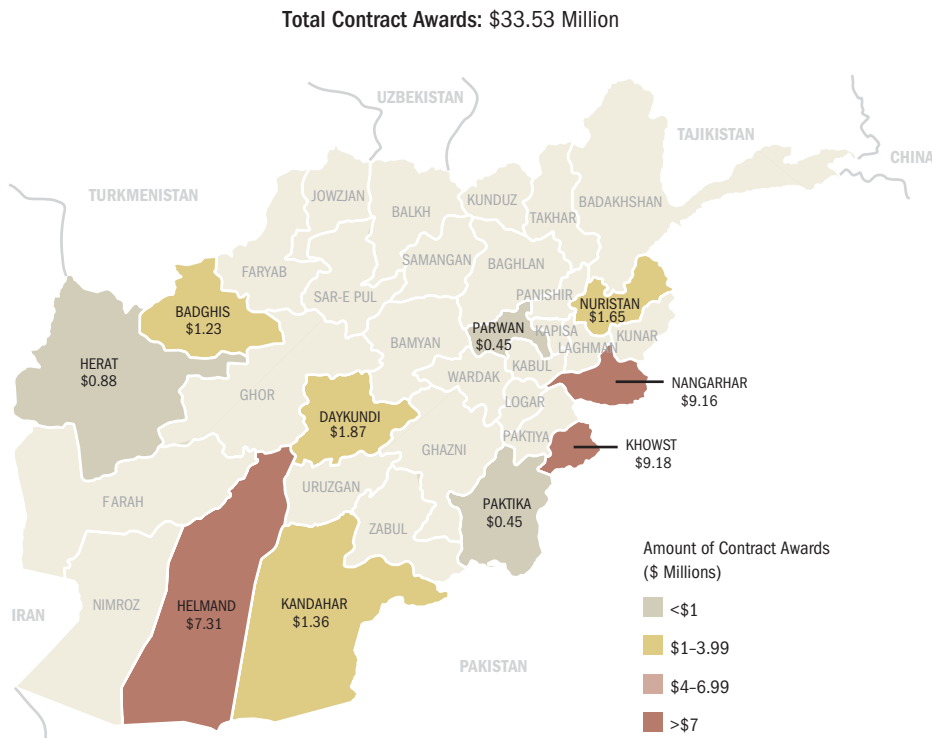 Total Contract Awards: $33.53 Million
UZBEKISTAN
TAJIKISTAN
CHINA
TURKMENISTAN
JOWZJAN
BALKH
KUNDUZ
TAKHAR
BADAKHSHAN
FARYAB
SAMANGAN
BAGHLAN
SAR-E PUL
PANJSHIR
NURISTAN
$1.65
BADGHIS
$1.23
PARWAN
$0.45
KAPISA
KUNAR
LAGHMAN
BAMYAN
HERAT
$0.88
KABUL
WARDAK
NANGARHAR
$9.16
GHOR
LOGAR
DAYKUNDI
$1.87
PAKTIYA
KHOWST
$9.18
GHAZNI
URUZGAN
FARAH
PAKTIKA
$0.45
ZABUL
NIMROZ
HELMAND
$7.31
KANDAHAR
$1.36
IRAN
PAKISTAN
Amount of Contract Awards
($ Millions)
<$1
$1–3.99
$4–6.99
>$7